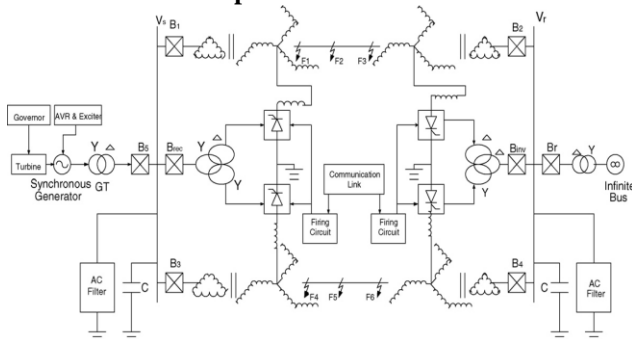 Vs
Vr
B1
B2
F1
F2
F3
Governor
AVR & Exciter
Turbine
Synchronous
Generator
GT
Y
B5
Brec
Y
Y
Communication
Link
Firing
Circuit
Firing
Circuit
Y
Binv
Br
Y
Infinite
Bus
B3
B4
F4
F5
F6
AC
Filter
C
C
AC
Filter